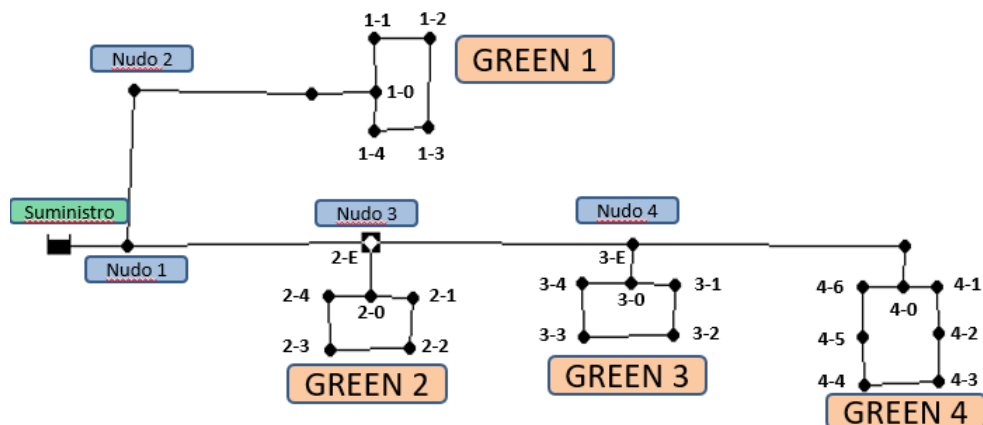 1-1
1-2
Nudo 2
GREEN 1
1-0
1-4
1-3
Suministro
Nudo 3
Nudo 4
Nudo 1
2-E
3-E
2-4
2-1
2-0
3-4
3-1
3-0
4-6
4-1
4-0
2-3
2-2
3-3
3-2
4-5
4-2
GREEN 2
GREEN 3
4-4
4-3
GREEN 4